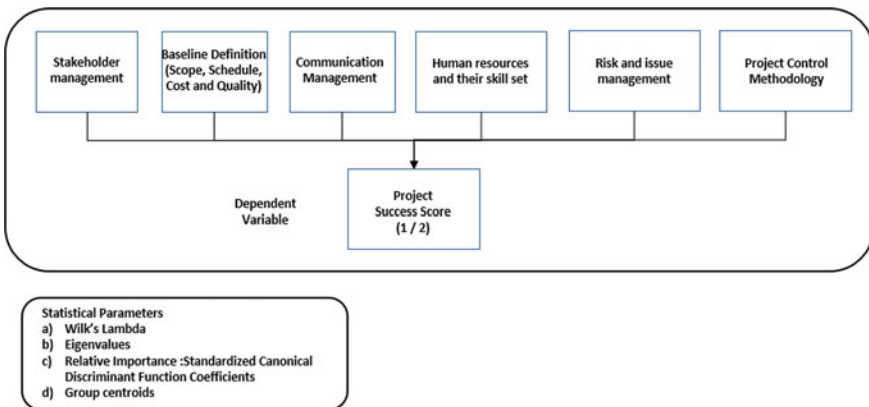 Stakeholder
management
Baseline Definition
(Scope, Schedule,
Cost and Quality)
Communication
Management
Human resources
and their skill set
Risk and issue
management
Project Control
Methodology
Dependent
Variable
Project
Success Score
(1 / 2)
Statistical Parameters
a) Wilk's Lambda
b) Eigenvalues
c) Relative Importance :Standardized Canonical
Discriminant Function Coefficients
d) Group centroids